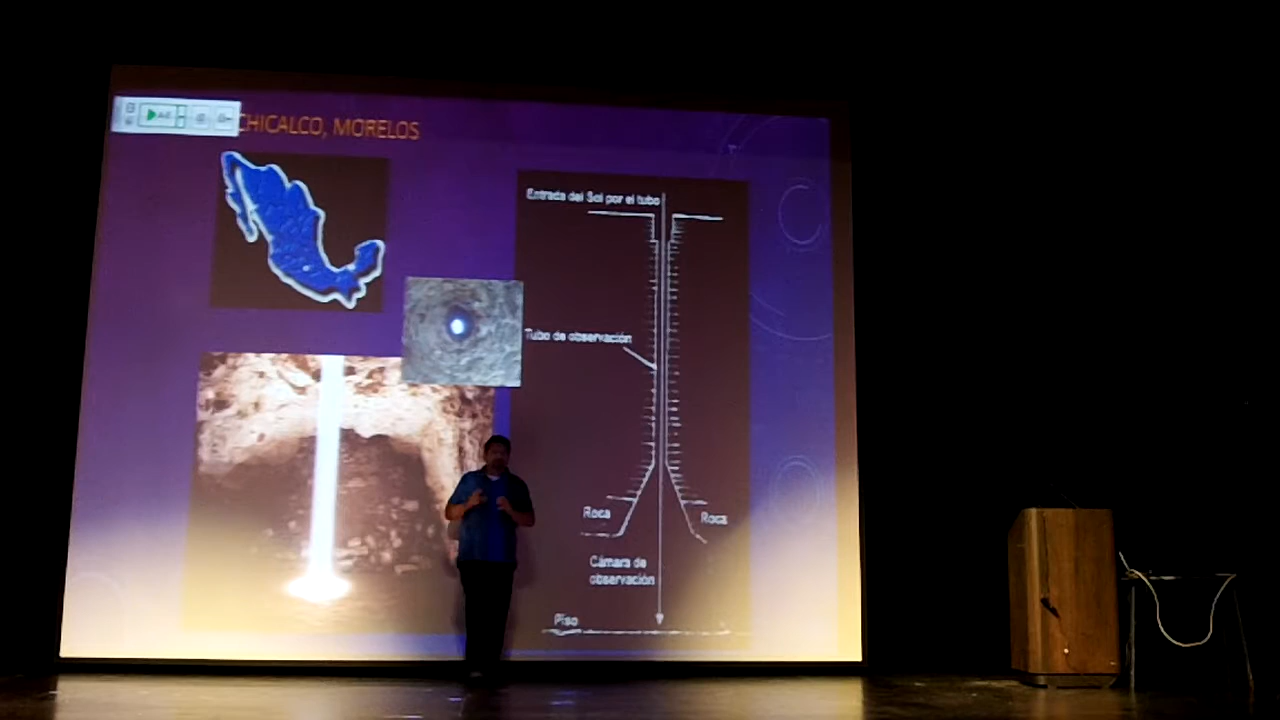 CHICALCO, MORELOS
Entrada del Sol por el tubo
Tubo de observación
Roca
Roca
Cámara de
observación
Piso